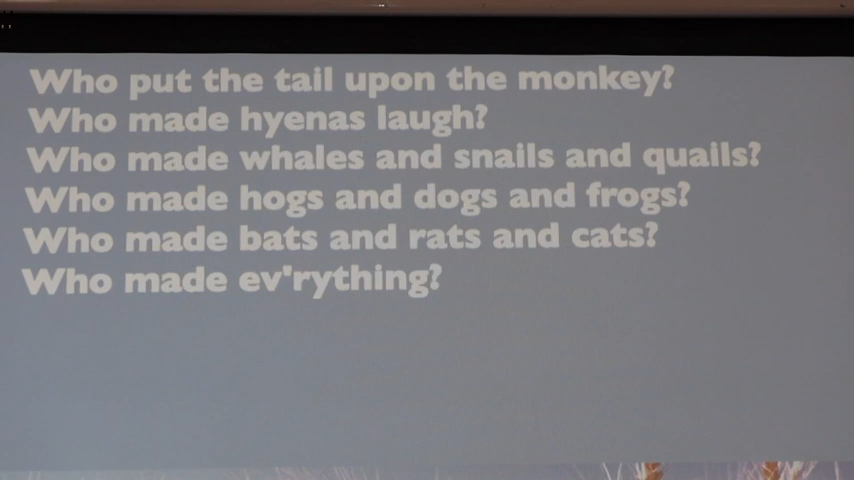 Who put the tail upon the monkey?
Who made hyenas laugh?
Who made whales and snails and quails?
Who made hogs and dogs and frogs?
Who made bats and rats and cats?
Who made ev'rything?